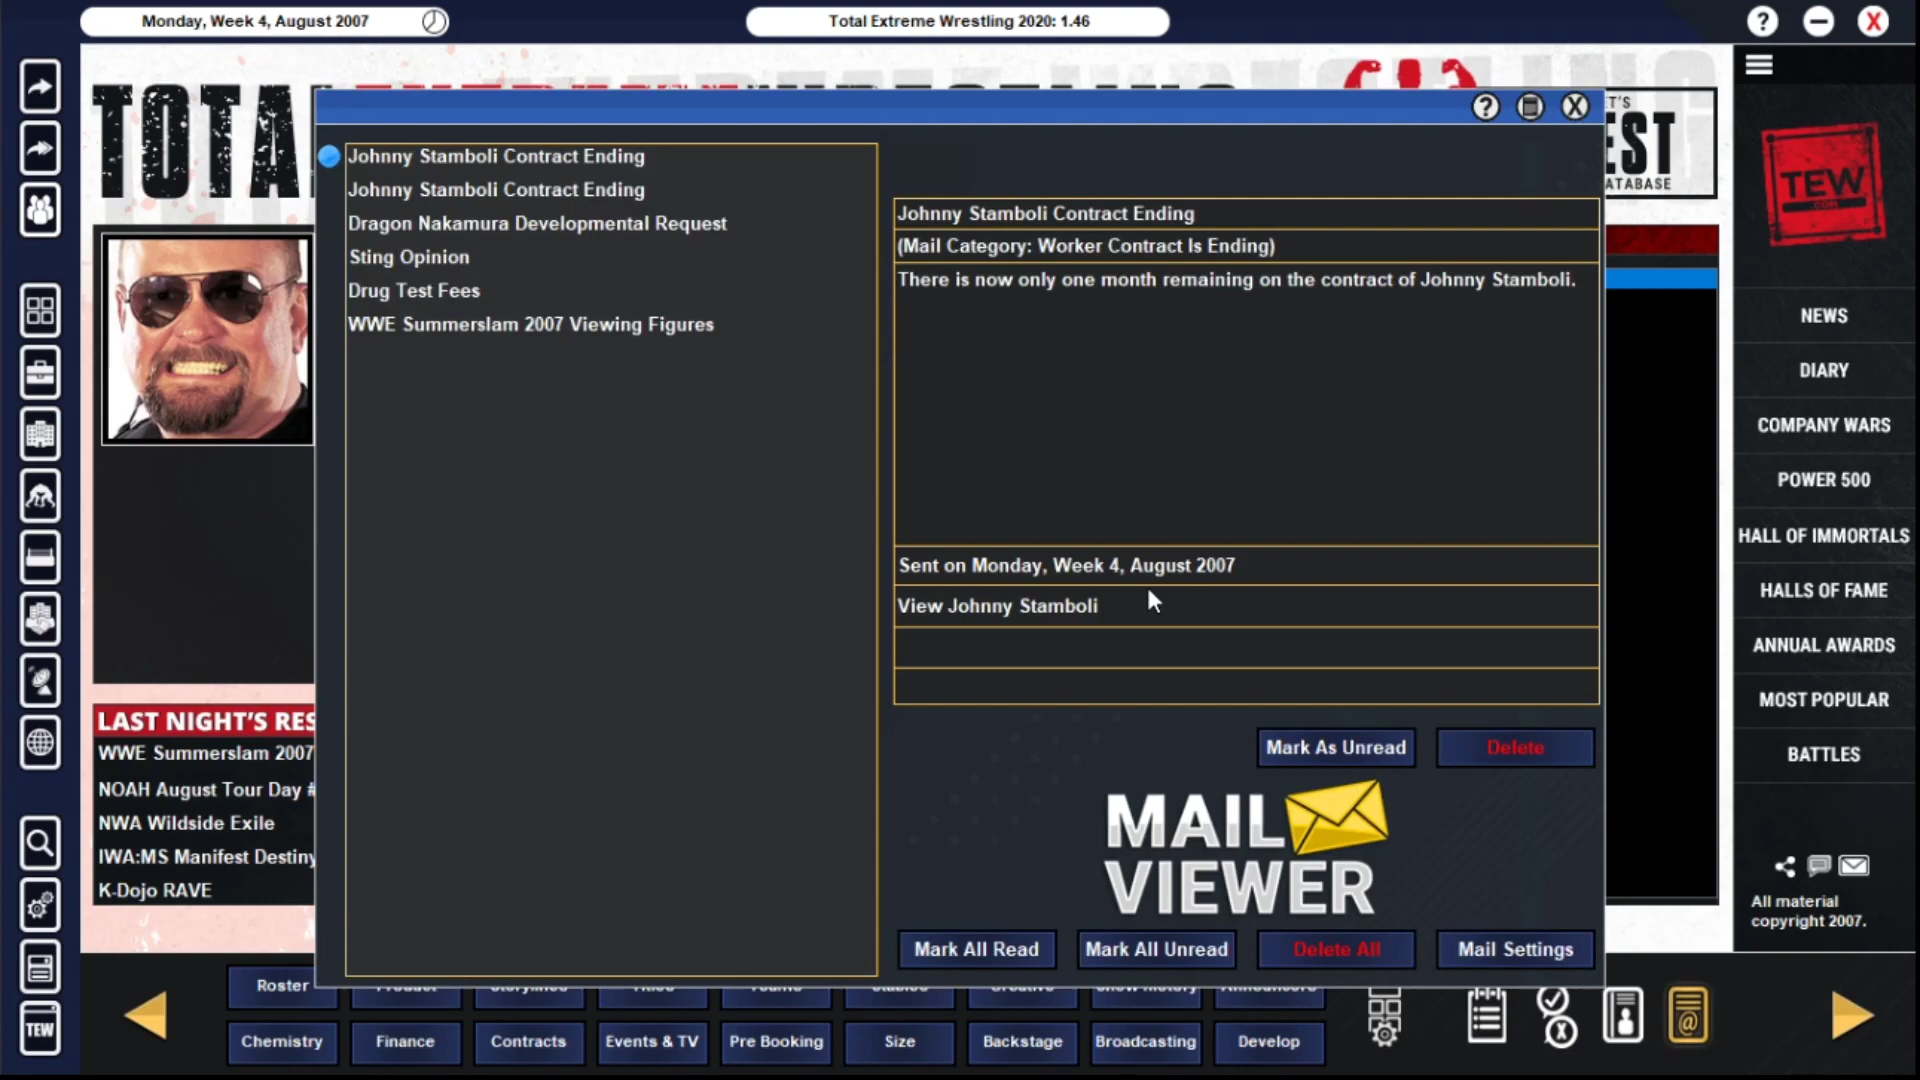 Monday, Week 4, August 2007
Total Extreme Wrestling 2020: 1.46
?
X
TOTA
T'S
EST
ATABASE
TEW
.COM
?
X
Johnny Stamboli Contract Ending
Johnny Stamboli Contract Ending
Dragon Nakamura Developmental Request
Sting Opinion
Drug Test Fees
WWE Summerslam 2007 Viewing Figures
Johnny Stamboli Contract Ending
(Mail Category: Worker Contract Is Ending)
There is now only one month remaining on the contract of Johnny Stamboli.
Sent on Monday, Week 4, August 2007
View Johnny Stamboli
Mark As Unread
Delete
MAIL
VIEWER
Mark All Read
Mark All Unread
Delete All
Mail Settings
LAST NIGHT'S RES
WWE Summerslam 2007
NOAH August Tour Day #
NWA Wildside Exile
IWA:MS Manifest Destiny
K-Dojo RAVE
NEWS
DIARY
COMPANY WARS
POWER 500
HALL OF IMMORTALS
HALLS OF FAME
ANNUAL AWARDS
MOST POPULAR
BATTLES
All material
copyright 2007.
Roster
Chemistry
Finance
Contracts
Events & TV
Pre Booking
Size
Backstage
Broadcasting
Develop
TEW